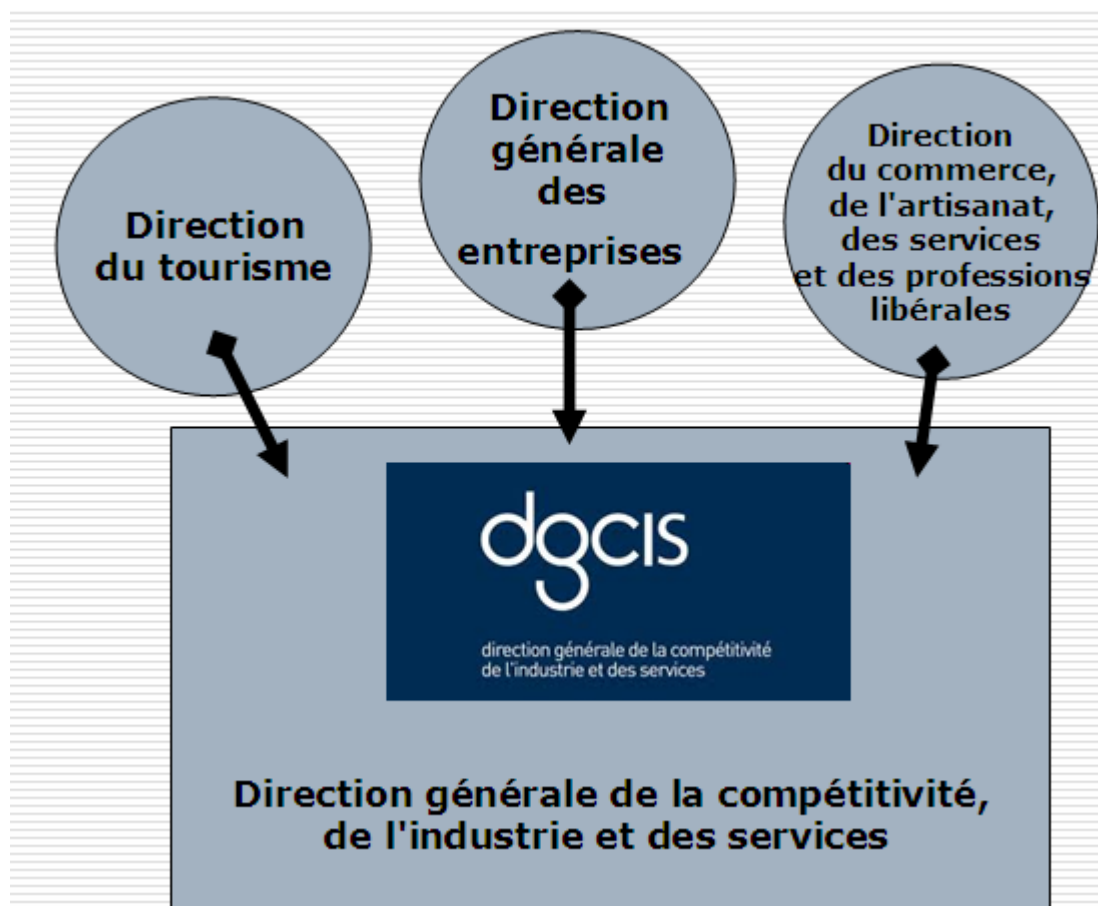 Direction
du tourisme
Direction
générale
des
entreprises
Direction
du commerce,
de l'artisanat,
des services
et des professions
libérales
dgcis
direction générale de la compétitivité
de l'industrie et des services
Direction générale de la compétitivité,
de l'industrie et des services